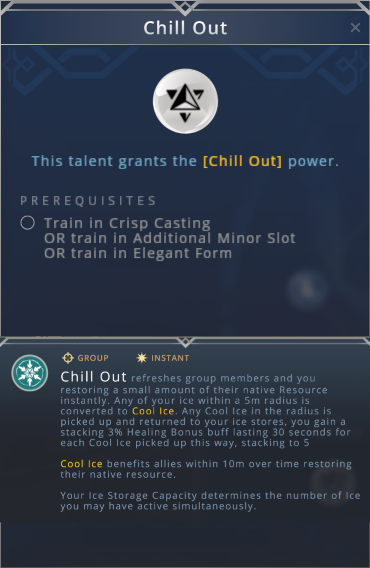 Chill Out
This talent grants the [Chill Out] power.
PREREQUISITES
Train in Crisp Casting
OR train in Additional Minor Slot
OR train in Elegant Form
GROUP INSTANT
Chill Out refreshes group members and you
restoring a small amount of their native Resource
instantly. Any of your ice within a 5m radius is
converted to Cool Ice. Any Cool Ice in the radius is
picked up and returned to your ice stores, you gain a
stacking 3% Healing Bonus buff lasting 30 seconds for
each Cool Ice picked up this way, stacking to 5
Cool Ice benefits allies within 10m over time restoring
their native resource.
Your Ice Storage Capacity determines the number of Ice
you may have active simultaneously.